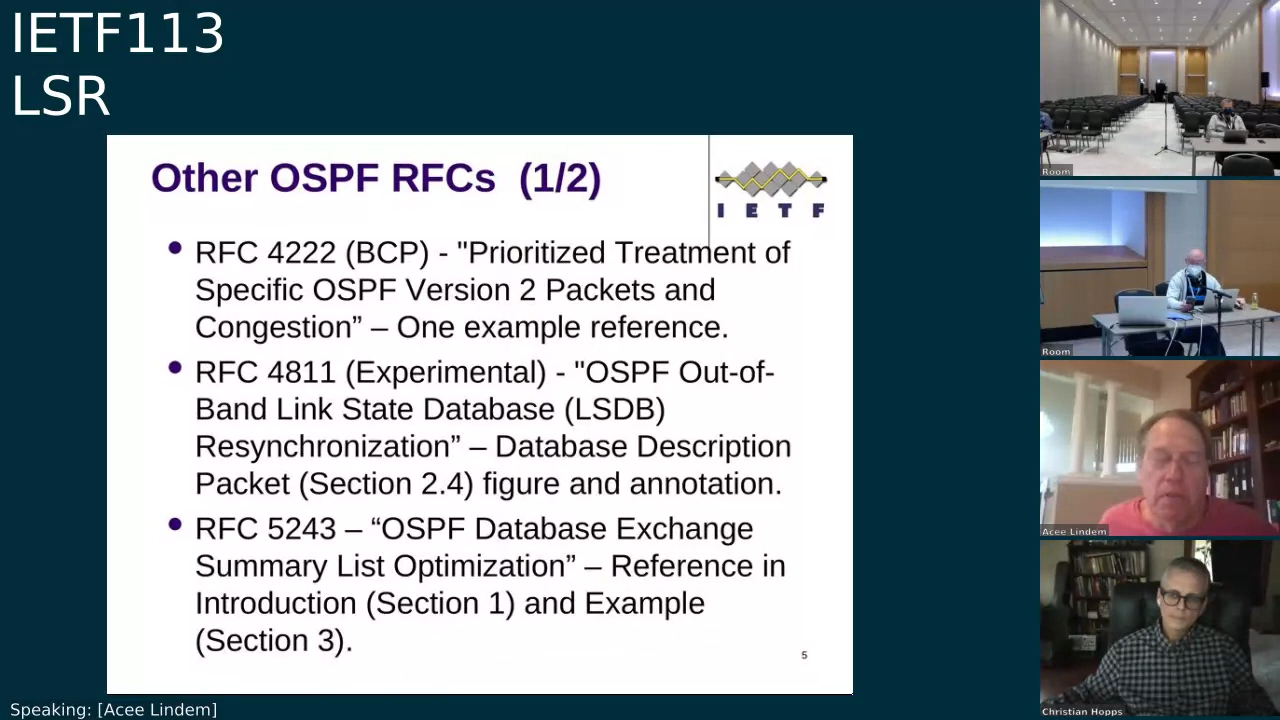 IETF113
LSR
Other OSPF RFCs (1/2)
I E T F
• RFC 4222 (BCP) - "Prioritized Treatment of
Specific OSPF Version 2 Packets and
Congestion” – One example reference.
• RFC 4811 (Experimental) - "OSPF Out-of-
Band Link State Database (LSDB)
Resynchronization” – Database Description
Packet (Section 2.4) figure and annotation.
• RFC 5243 – “OSPF Database Exchange
Summary List Optimization” – Reference in
Introduction (Section 1) and Example
(Section 3).
5
Speaking: [Acee Lindem]
Room
Room
Acee Lindem
Christian Hopps